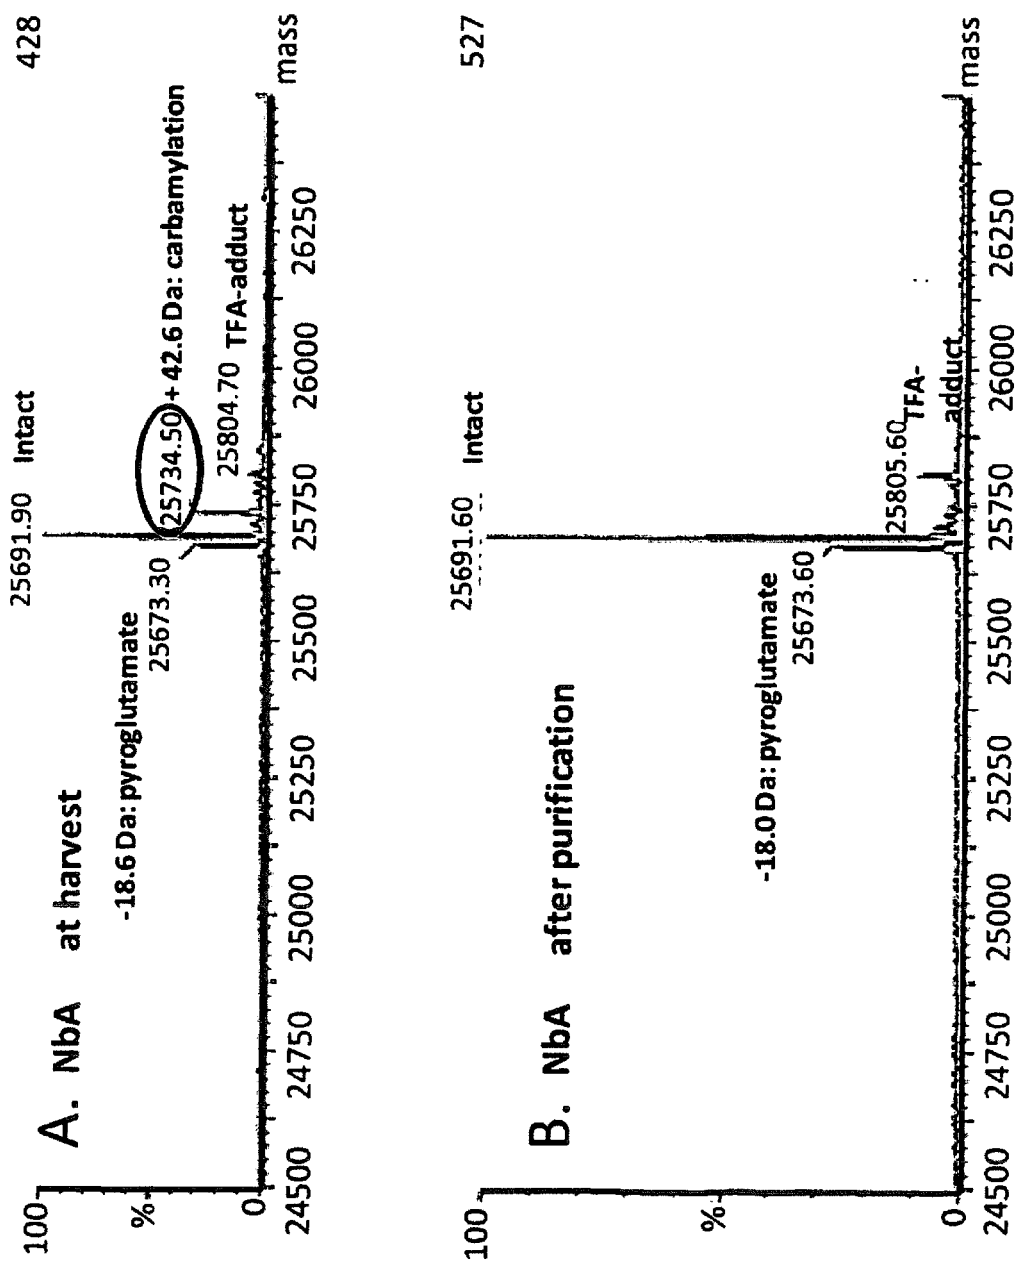 A. NbA at harvest
428
25691.90 Intact
-18.6 Da: pyroglutamate
25673.30
25734.50 + 42.6 Da: carbamylation
25804.70 TFA-adduct
100
%
0
24500 24750 25000 25250 25500 25750 26000 26250 mass
B. NbA after purification
527
25691.60 Intact
-18.0 Da: pyroglutamate
25673.60
25805.60 TFA-
adduct
100
%
0
24500 24750 25000 25250 25500 25750 26000 26250 mass